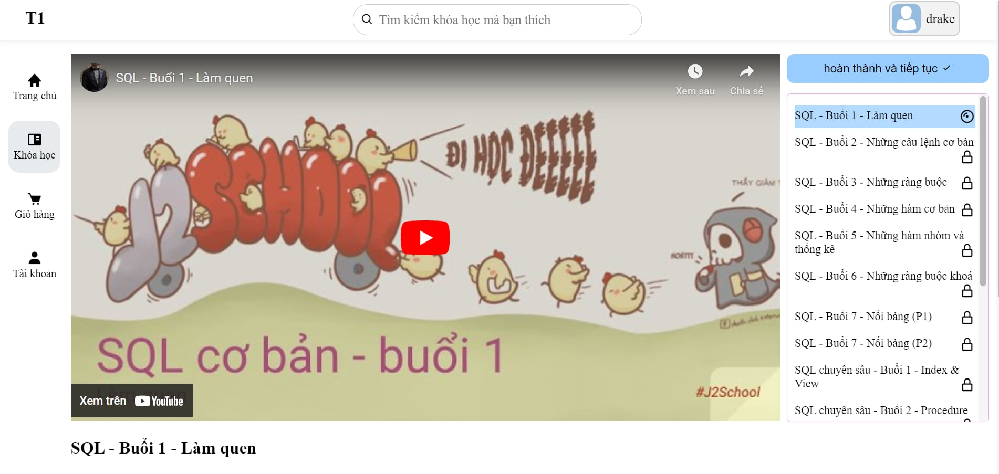 T1
Tìm kiếm khóa học mà bạn thích
drake
Trang chủ
Khóa học
Giỏ hàng
Tài khoản
SQL - Buổi 1 - Làm quen
Xem sau
Chia sẻ
J2SCHOOL
ĐI HỌC ĐEEEEE
THẦY GIÁM T
HOÉTTT
SQL cơ bản - buổi 1
Làm quen
#J2School
Xem trên YouTube
SQL - Buổi 1 - Làm quen
hoàn thành và tiếp tục
SQL - Buổi 1 - Làm quen
SQL - Buổi 2 - Những câu lệnh cơ bản
SQL - Buổi 3 - Những ràng buộc
SQL - Buổi 4 - Những hàm cơ bản
SQL - Buổi 5 - Những hàm nhóm và
thống kê
SQL - Buổi 6 - Những ràng buộc khoá
SQL - Buổi 7 - Nối bảng (P1)
SQL - Buổi 7 - Nối bảng (P2)
SQL chuyên sâu - Buổi 1 - Index &
View
SQL chuyên sâu - Buổi 2 - Procedure